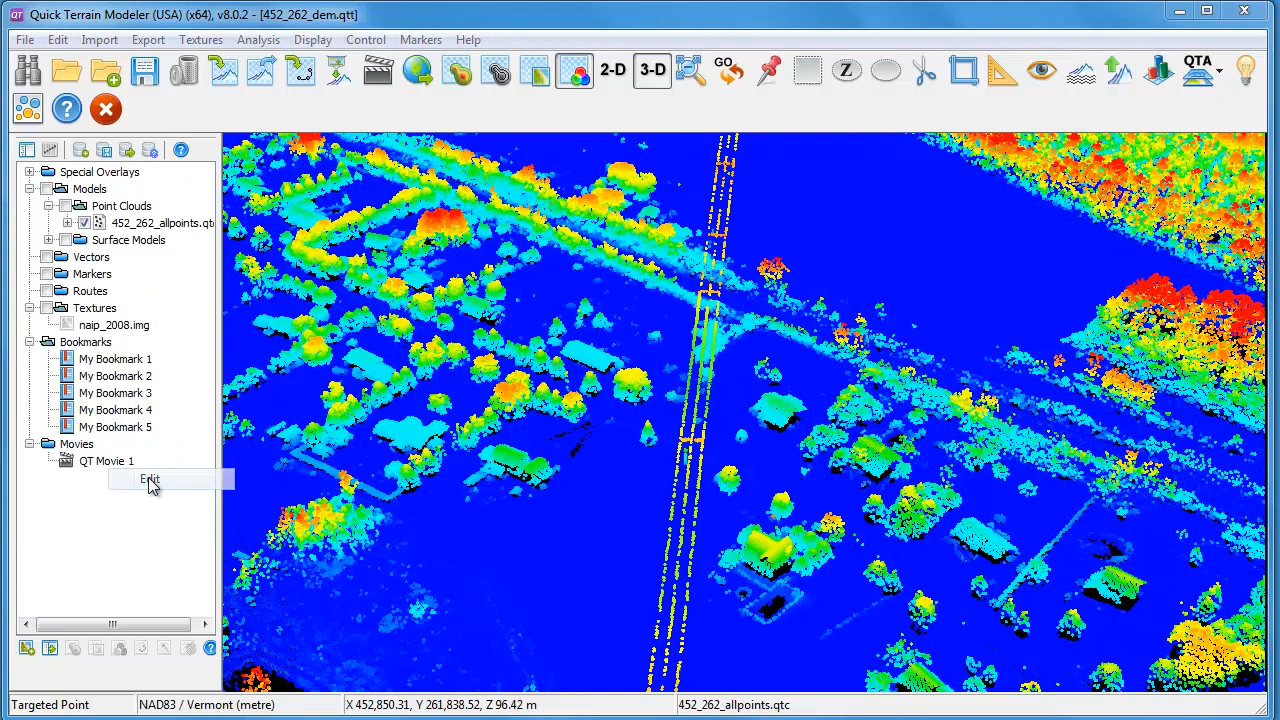 Quick Terrain Modeler (USA) (x64), v8.0.2 - [452_262_dem.qtt]
File Edit Import Export Textures Analysis Display Control Markers Help
2-D 3-D GO Z QTA
Special Overlays
Models
Point Clouds
452_262_allpoints.qt
Surface Models
Vectors
Markers
Routes
Textures
naip_2008.img
Bookmarks
My Bookmark 1
My Bookmark 2
My Bookmark 3
My Bookmark 4
My Bookmark 5
Movies
QT Movie 1
Edit
Targeted Point NAD83 / Vermont (metre) X 452,850.31, Y 261,838.52, Z 96.42 m 452_262_allpoints.qtc